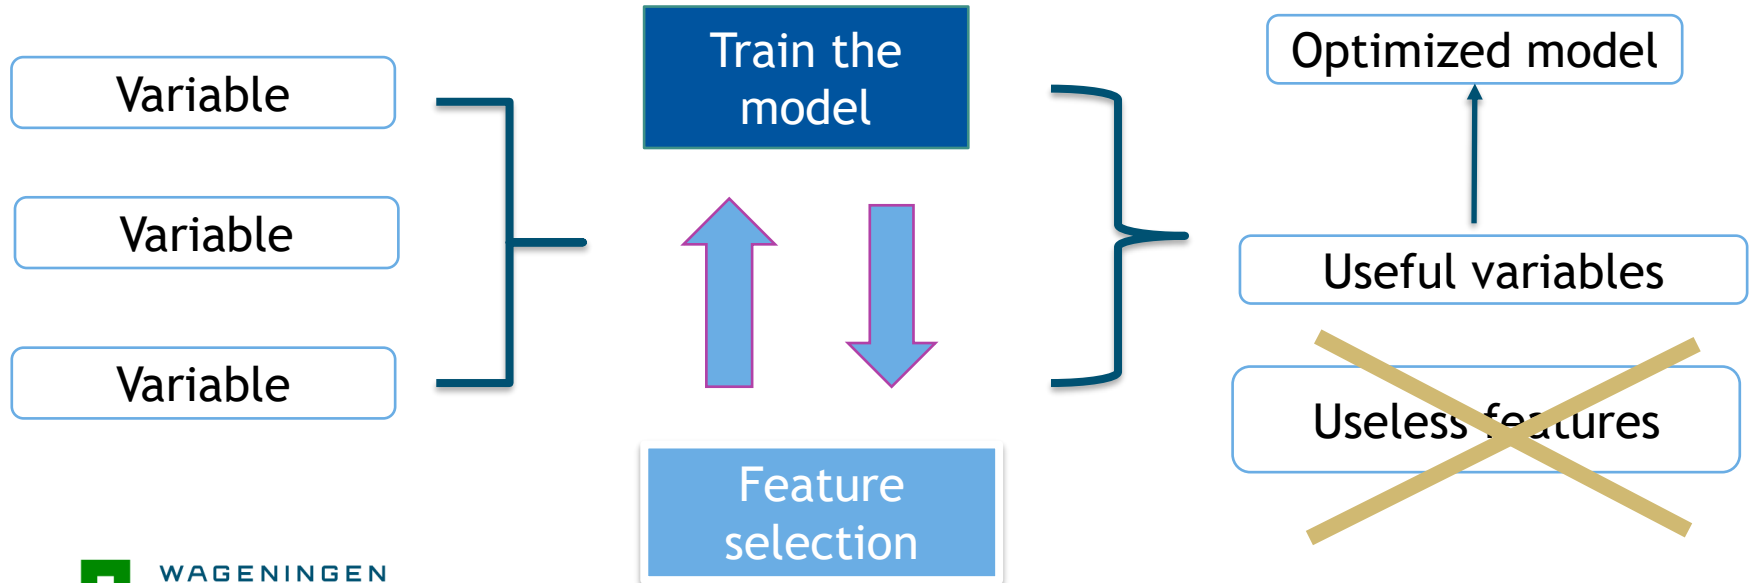 Variable
Variable
Variable
Train the
model
Feature
selection
Optimized model
Useful variables
Useless features
WAGENINGEN